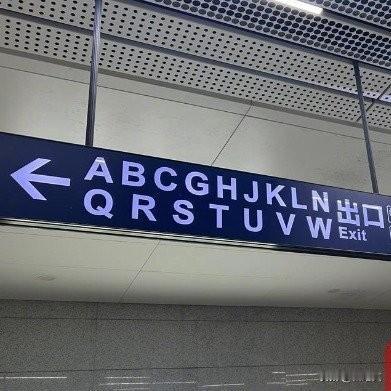 ← ABCGHJKLN
QRSTUVW
出口
Exit